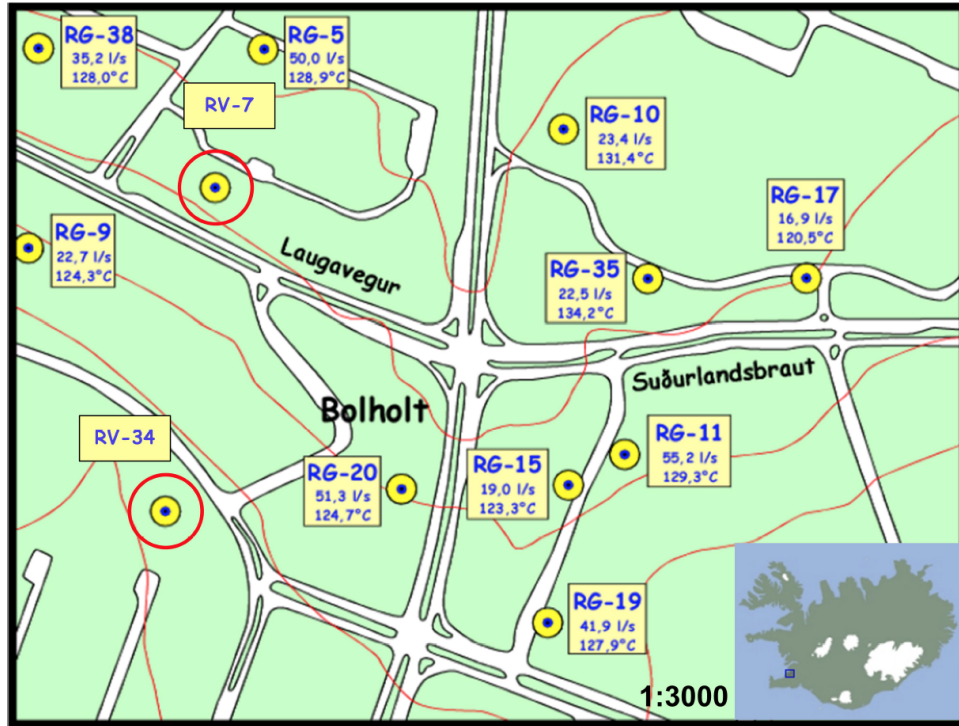 RG-38
35,2 l/s
128,0°C
RG-5
50,0 l/s
128,9°C
RV-7
RG-10
23,4 l/s
131,4°C
RG-17
16,9 l/s
120,5°C
RG-9
22,7 l/s
124,3°C
Laugavegur
RG-35
22,5 l/s
134,2°C
Suðurlandsbraut
Bolholt
RV-34
RG-20
51,3 l/s
124,7°C
RG-15
19,0 l/s
123,3°C
RG-11
55,2 l/s
129,3°C
RG-19
41,9 l/s
127,9°C
1:3000